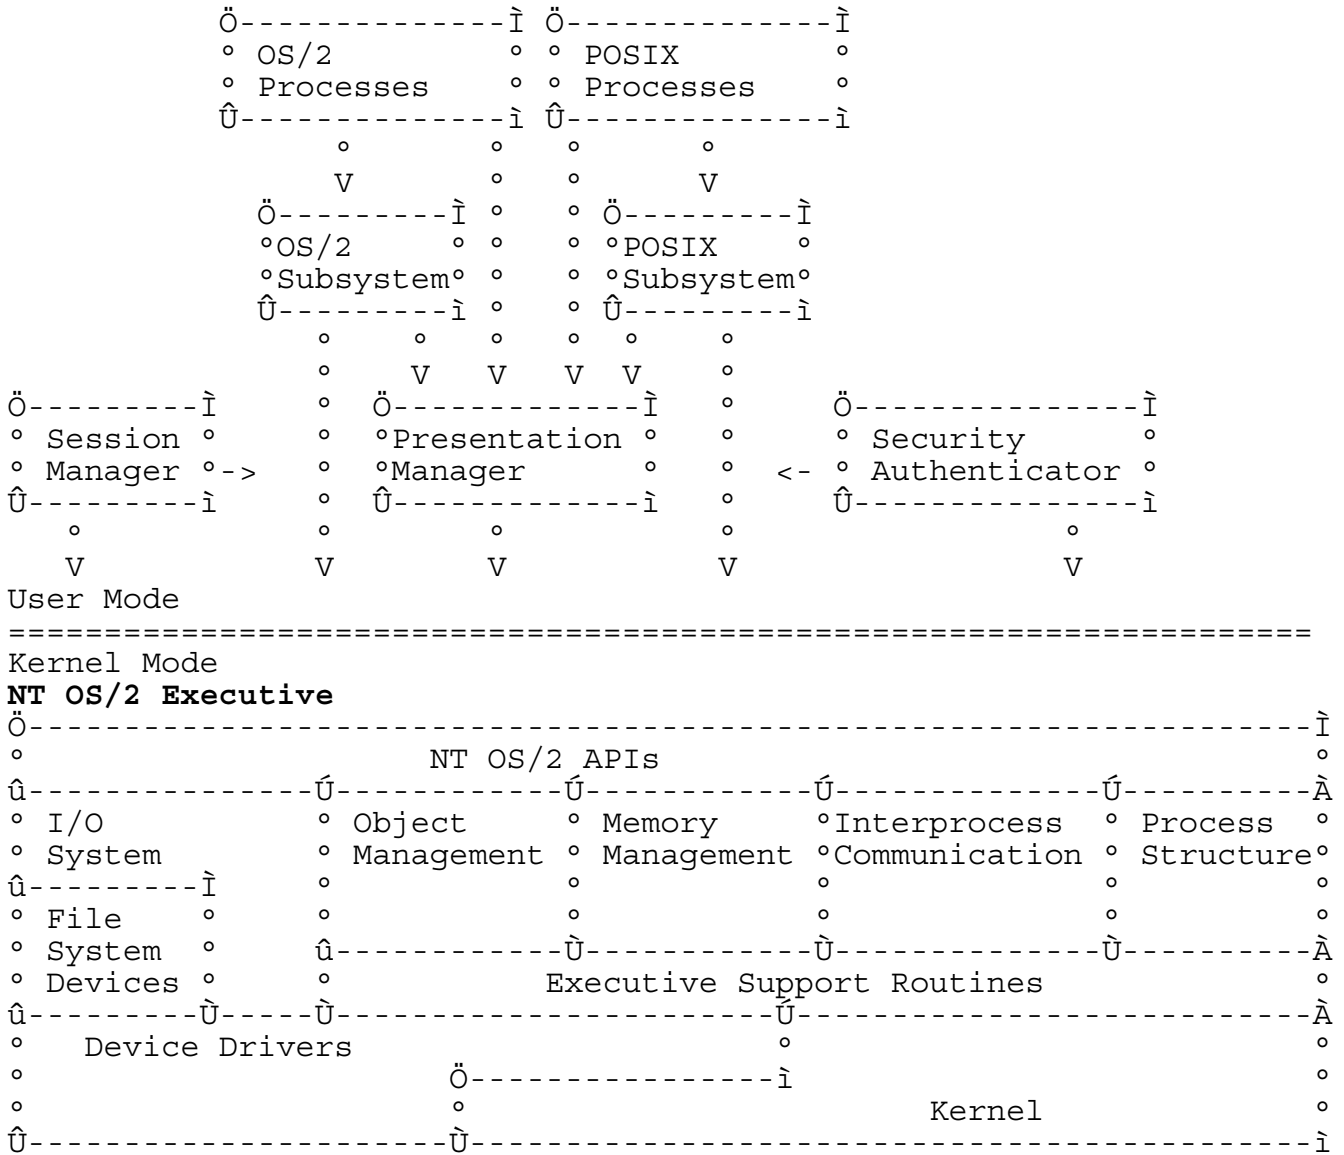 Ö--------------Ì Ö--------------Ì
° OS/2 ° ° POSIX °
° Processes ° ° Processes °
Û--------------ì Û--------------ì
° ° ° °
V ° ° V
Ö---------Ì ° ° Ö---------Ì
°OS/2 ° ° ° °POSIX °
°Subsystem° ° ° °Subsystem°
Û---------ì ° ° Û---------ì
° ° ° ° ° °
° V V V V °
Ö---------Ì ° Ö-------------Ì ° Ö---------------Ì
° Session ° ° °Presentation ° ° ° Security °
° Manager °-> ° °Manager ° ° <- ° Authenticator °
Û---------ì ° Û-------------ì ° Û---------------ì
° ° ° ° °
V V V V V
User Mode
====================================================================
Kernel Mode
NT OS/2 Executive
Ö-------------------------------------------------------------------Ì
° NT OS/2 APIs °
û---------------Ú------------Ú------------Ú--------------Ú----------À
° I/O ° Object ° Memory °Interprocess ° Process °
° System ° Management ° Management °Communication ° Structure°
û---------Ì ° ° ° ° °
° File ° ° ° ° ° °
° System ° û------------Ù------------Ù--------------Ù----------À
° Devices ° ° Executive Support Routines °
û---------Ù-----Ù-----------------------Ú---------------------------À
° Device Drivers ° °
° Ö----------------ì °
° ° Kernel °
Û----------------------Ù--------------------------------------------ì